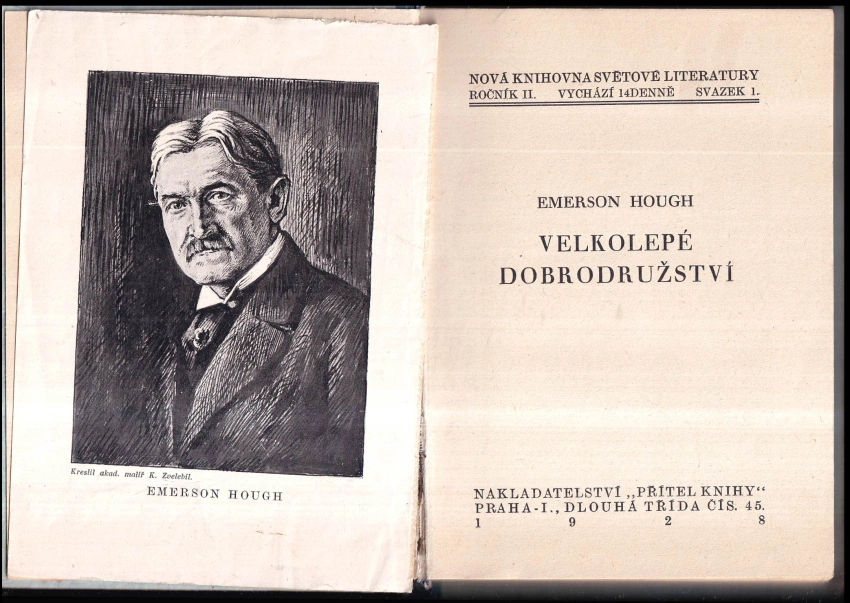 Kreslil akad. malíř K. Zvelebil.
EMERSON HOUGH
NOVÁ KNIHOVNA SVĚTOVÉ LITERATURY
ROČNÍK II. VYCHÁZÍ 14DENNĚ SVAZEK 1.
EMERSON HOUGH
VELKOLEPÉ
DOBRODRUŽSTVÍ
NAKLADATELSTVÍ ,,PŘÍTEL KNIHY“
PRAHA-I., DLOUHÁ TŘÍDA ČÍS. 45.
1 9 2 8